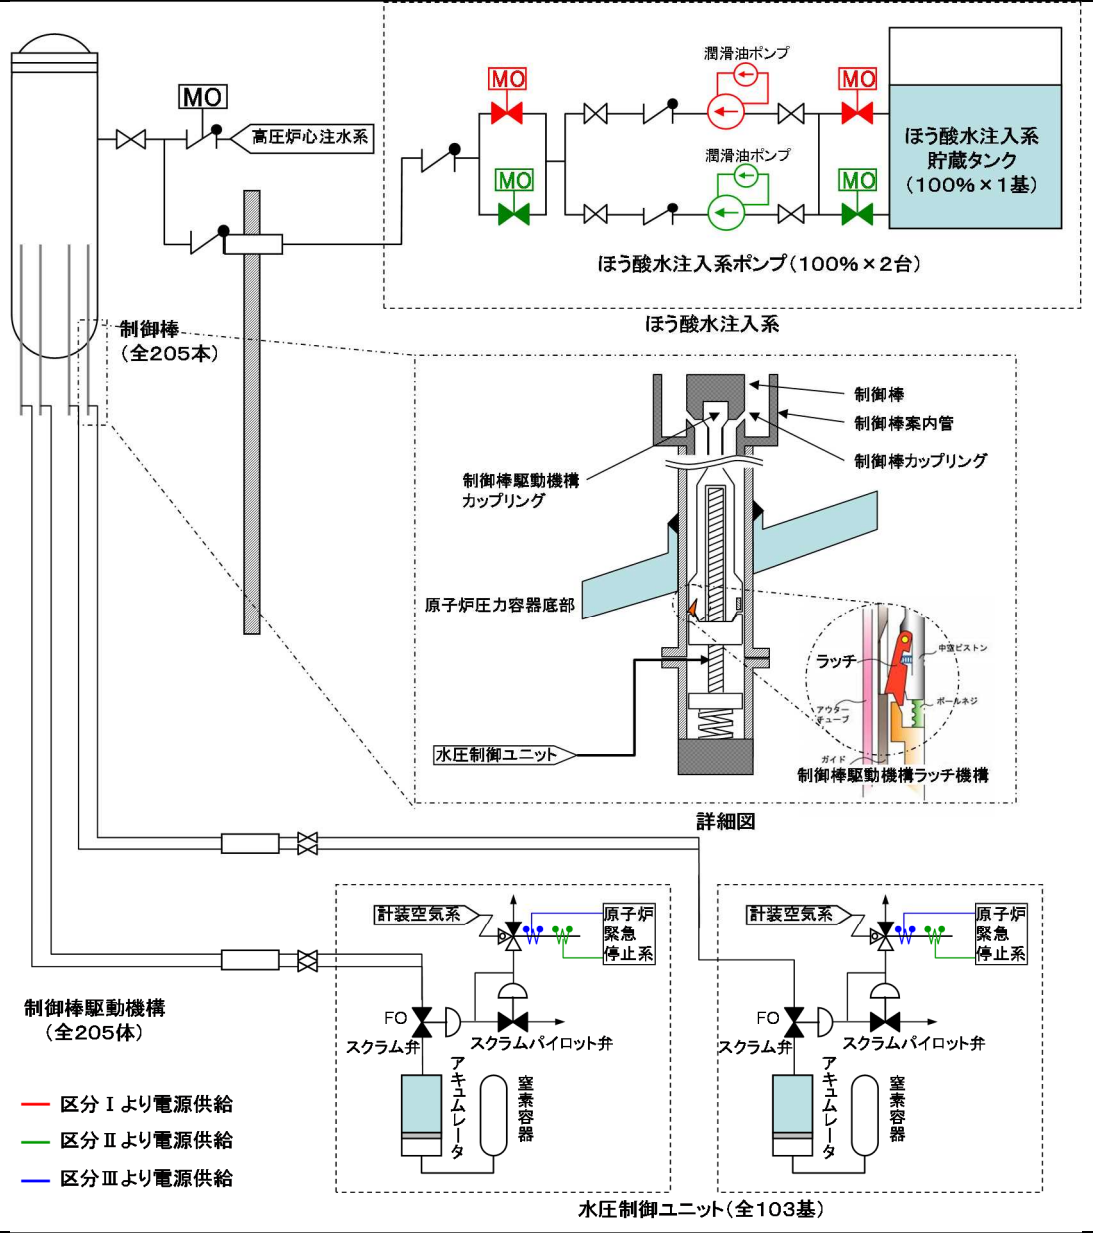 潤滑油ポンプ
MO
MO
MO
高圧炉心注水系
ほう酸水注入系
貯蔵タンク
(100%×1基)
潤滑油ポンプ
MO
MO
ほう酸水注入系ポンプ(100%×2台)
ほう酸水注入系
制御棒
(全205本)
制御棒
制御棒案内管
制御棒カップリング
制御棒駆動機構
カップリング
原子炉圧力容器底部
ラッチ
中空ピストン
ボールネジ
アウター
チューブ
ガイド
制御棒駆動機構ラッチ機構
水圧制御ユニット
詳細図
計装空気系
原子炉
緊急
停止系
計装空気系
原子炉
緊急
停止系
制御棒駆動機構
(全205体)
FO
スクラム弁
スクラムパイロット弁
FO
スクラム弁
スクラムパイロット弁
アキュムレータ
窒素容器
アキュムレータ
窒素容器
区分Ⅰより電源供給
区分Ⅱより電源供給
区分Ⅲより電源供給
水圧制御ユニット(全103基)